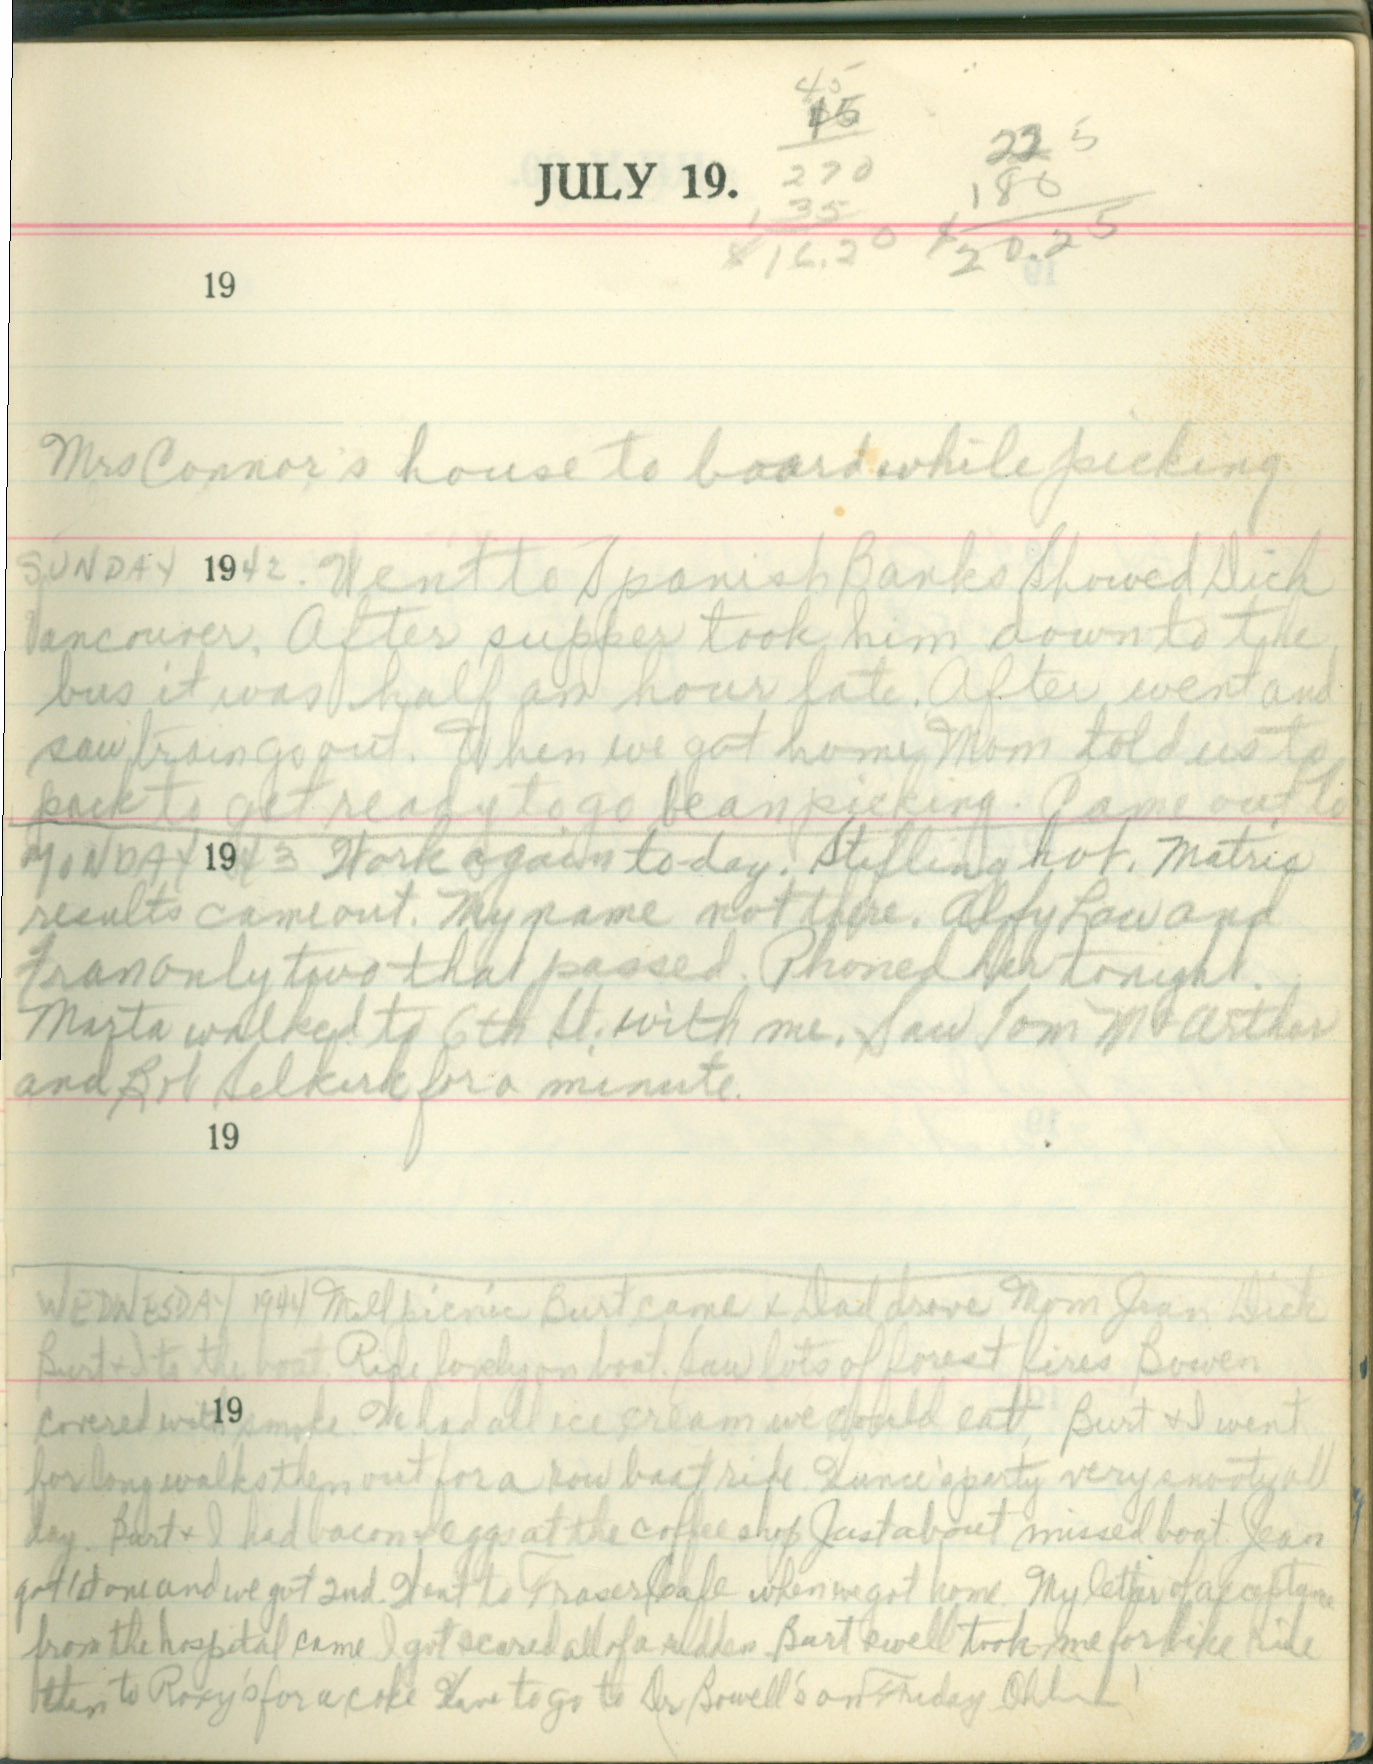 45
15
270
135
$16.20
225
180
$20.25
JULY 19.
19
Mrs Connor's house to board while picking
SUNDAY 1942. Went to Spanish Banks Showed Dick
Vancouver. After supper took him down to the
bus it was half an hour late. After went and
saw train go out. When we got home, Mom told us to
pack to get ready to go bean picking. Came out to
MONDAY 1943 Work again to-day. Stifling hot. Matric
results came out. My name not there. Alfy Law and
Fran only two that passed. Phoned her tonight.
Marta walked to 6th St. with me. Saw Tom McArthur
and Bob Selkirk for a minute.
19
WEDNESDAY 1944 Mill picnic Burt came & Dad drove Mom Jean Dick
Burt & I to the boat. Ride lovely on boat. Saw lots of forest fires Bowen
19
covered with smoke. We had all ice cream we could eat, Burt & I went
for long walks then out for a row boat ride. party very snooty all
day. Burt & I had bacon & eggs at the coffee shop Just about missed boat. Jean
got 1st one and we got 2nd. Went to Fraser Cafe when we got home. My letter of acceptance
from the hospital came I got scared all of a sudden Burt swell took me for bike ride
then to Roxy's for a coke Have to go to Dr Bowell's on Friday